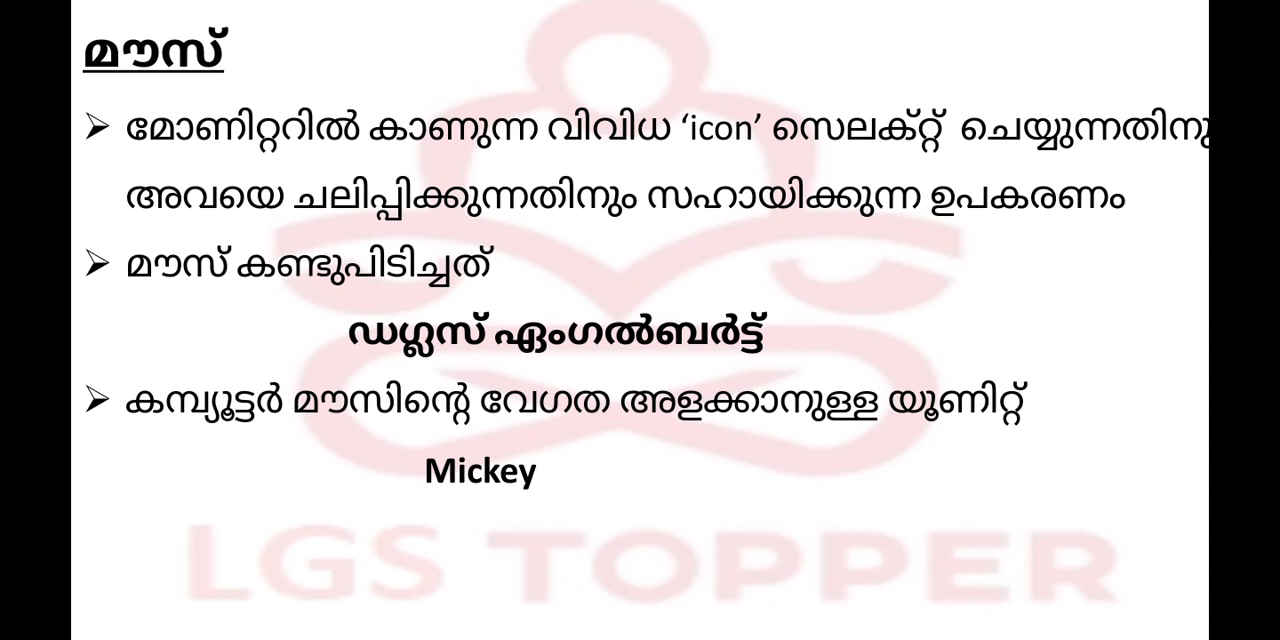 മൗസ്
➢ മോണിറ്ററിൽ കാണുന്ന വിവിധ ‘icon’ സെലക്റ്റ് ചെയ്യുന്നതിനു
അവയെ ചലിപ്പിക്കുന്നതിനും സഹായിക്കുന്ന ഉപകരണം
➢ മൗസ് കണ്ടുപിടിച്ചത്
ഡഗ്ലസ് ഏംഗൽബർട്ട്
➢ കമ്പ്യൂട്ടർ മൗസിന്റെ വേഗത അളക്കാനുള്ള യൂണിറ്റ്
Mickey
LGS TOPPER